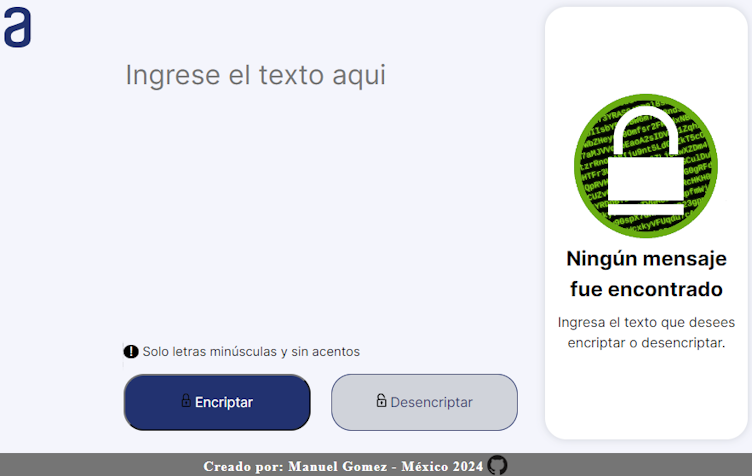 a
Ingrese el texto aqui
Solo letras minúsculas y sin acentos
Encriptar
Desencriptar
Ningún mensaje
fue encontrado
Ingresa el texto que desees
encriptar o desencriptar.
Creado por: Manuel Gomez - México 2024